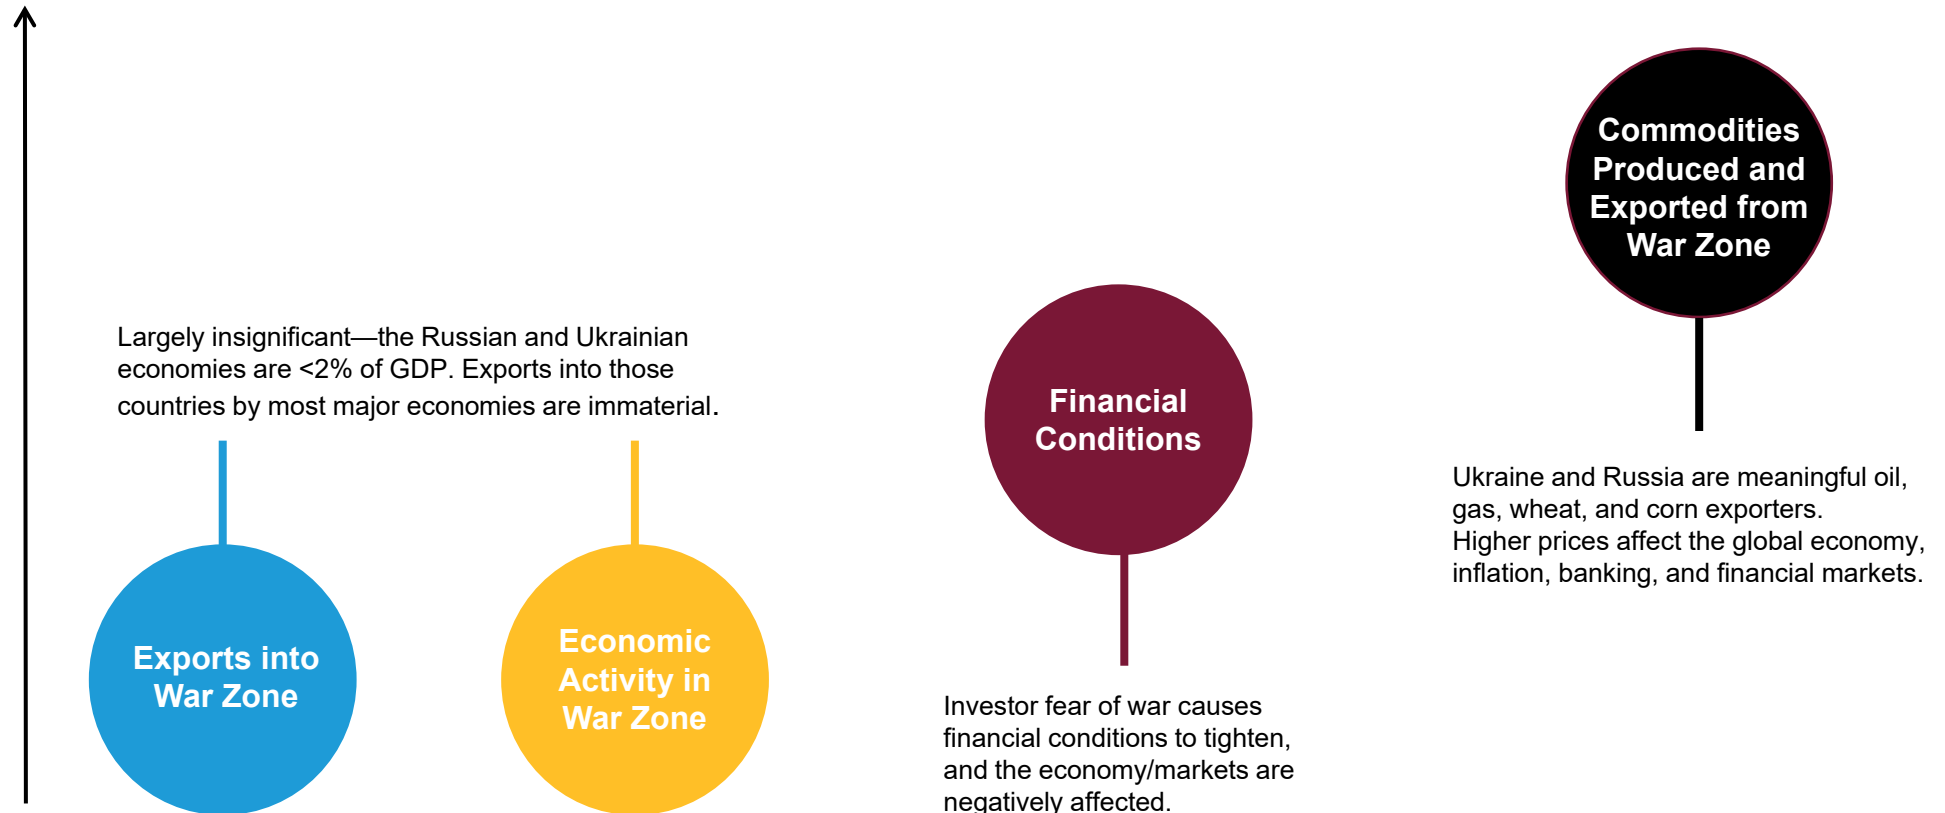 Commodities
Produced and
Exported from
War Zone
Largely insignificant—the Russian and Ukrainian
economies are <2% of GDP. Exports into those
countries by most major economies are immaterial.
Financial
Conditions
Ukraine and Russia are meaningful oil,
gas, wheat, and corn exporters.
Higher prices affect the global economy,
inflation, banking, and financial markets.
Exports into
War Zone
Economic
Activity in
War Zone
Investor fear of war causes
financial conditions to tighten,
and the economy/markets are
negatively affected.